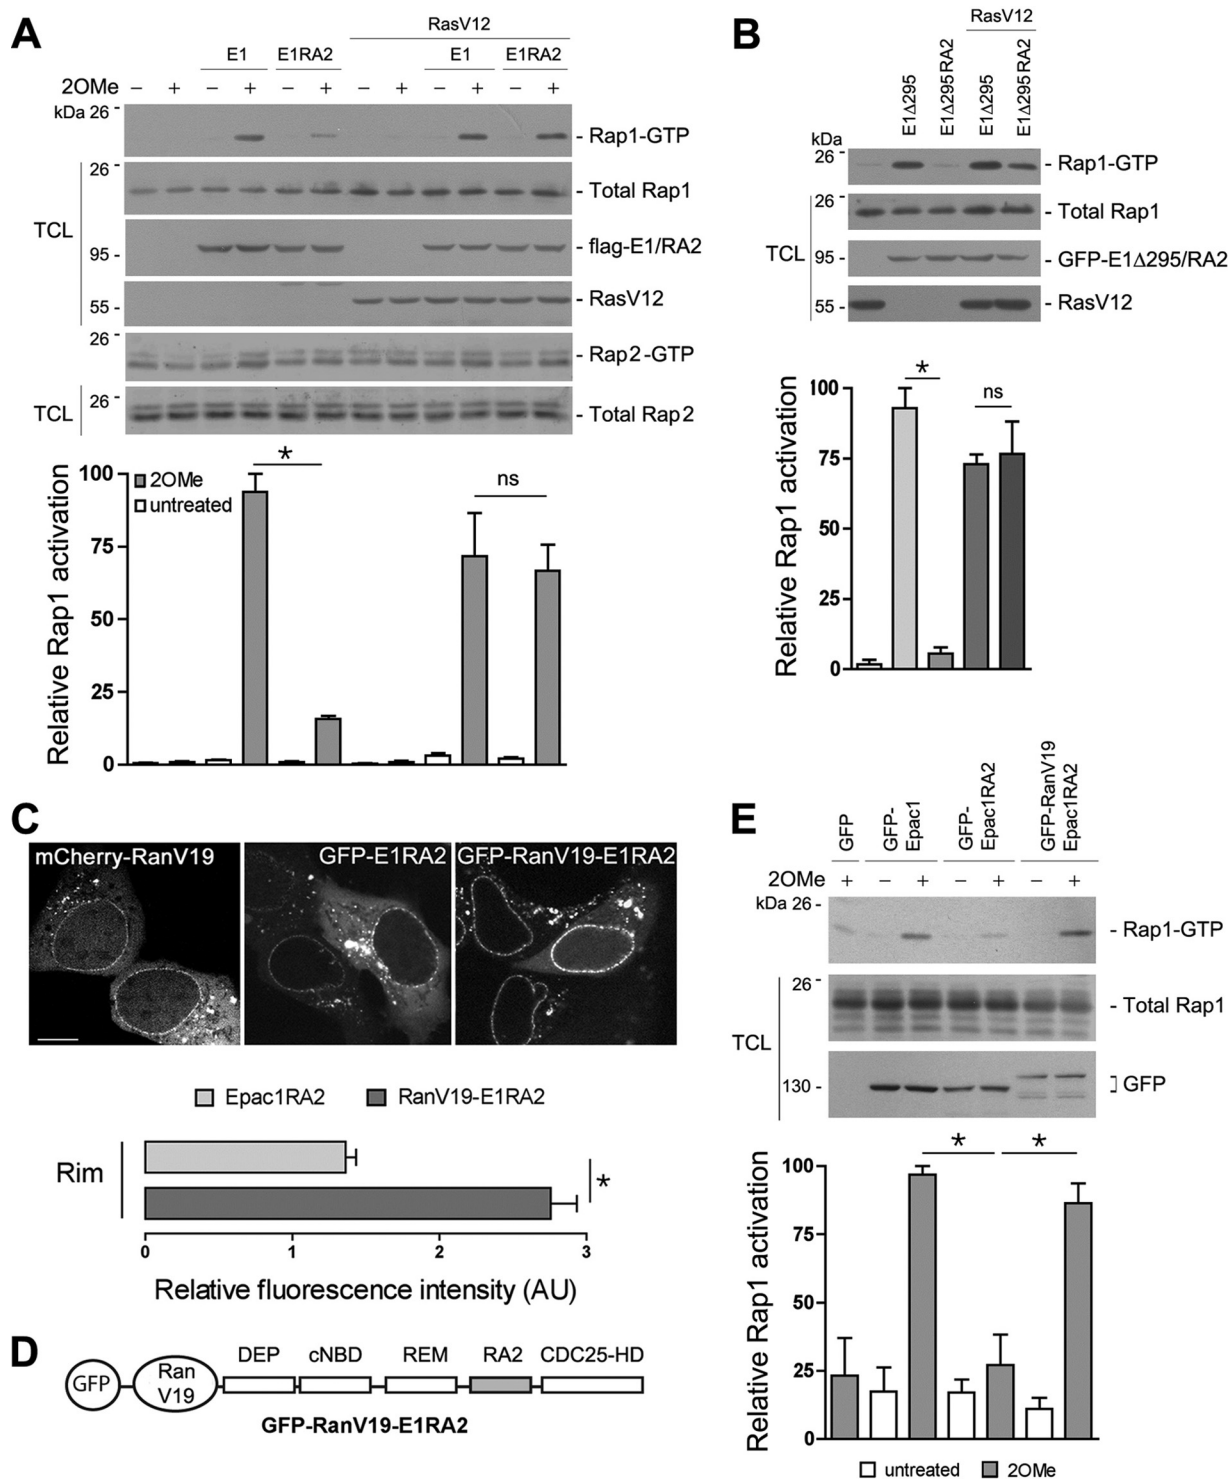 A
RasV12
E1 E1RA2 E1 E1RA2
2OMe – + – + – + – + – + – +
kDa 26 -
- Rap1-GTP
26 -
- Total Rap1
TCL
95 -
- flag-E1/RA2
55 -
- RasV12
26 -
- Rap2-GTP
TCL
26 -
- Total Rap2
Relative Rap1 activation
100
75
50
25
0
2OMe
untreated
*
ns
B
RasV12
E1Δ295
E1Δ295RA2
E1Δ295
E1Δ295RA2
kDa
26 -
- Rap1-GTP
26 -
- Total Rap1
TCL
95 -
- GFP-E1Δ295/RA2
55 -
- RasV12
Relative Rap1 activation
100
75
50
25
0
*
ns
C
mCherry-RanV19
GFP-E1RA2
GFP-RanV19-E1RA2
Epac1RA2
RanV19-E1RA2
Rim
*
0 1 2 3
Relative fluorescence intensity (AU)
D
DEP cNBD REM RA2 CDC25-HD
GFP
Ran
V19
GFP-RanV19-E1RA2
E
GFP
GFP-
Epac1
GFP-
Epac1RA2
GFP-RanV19
Epac1RA2
2OMe + – + – + – +
kDa 26 -
- Rap1-GTP
26 -
- Total Rap1
TCL
130 -
GFP
Relative Rap1 activation
100
75
50
25
0
* *
untreated
2OMe